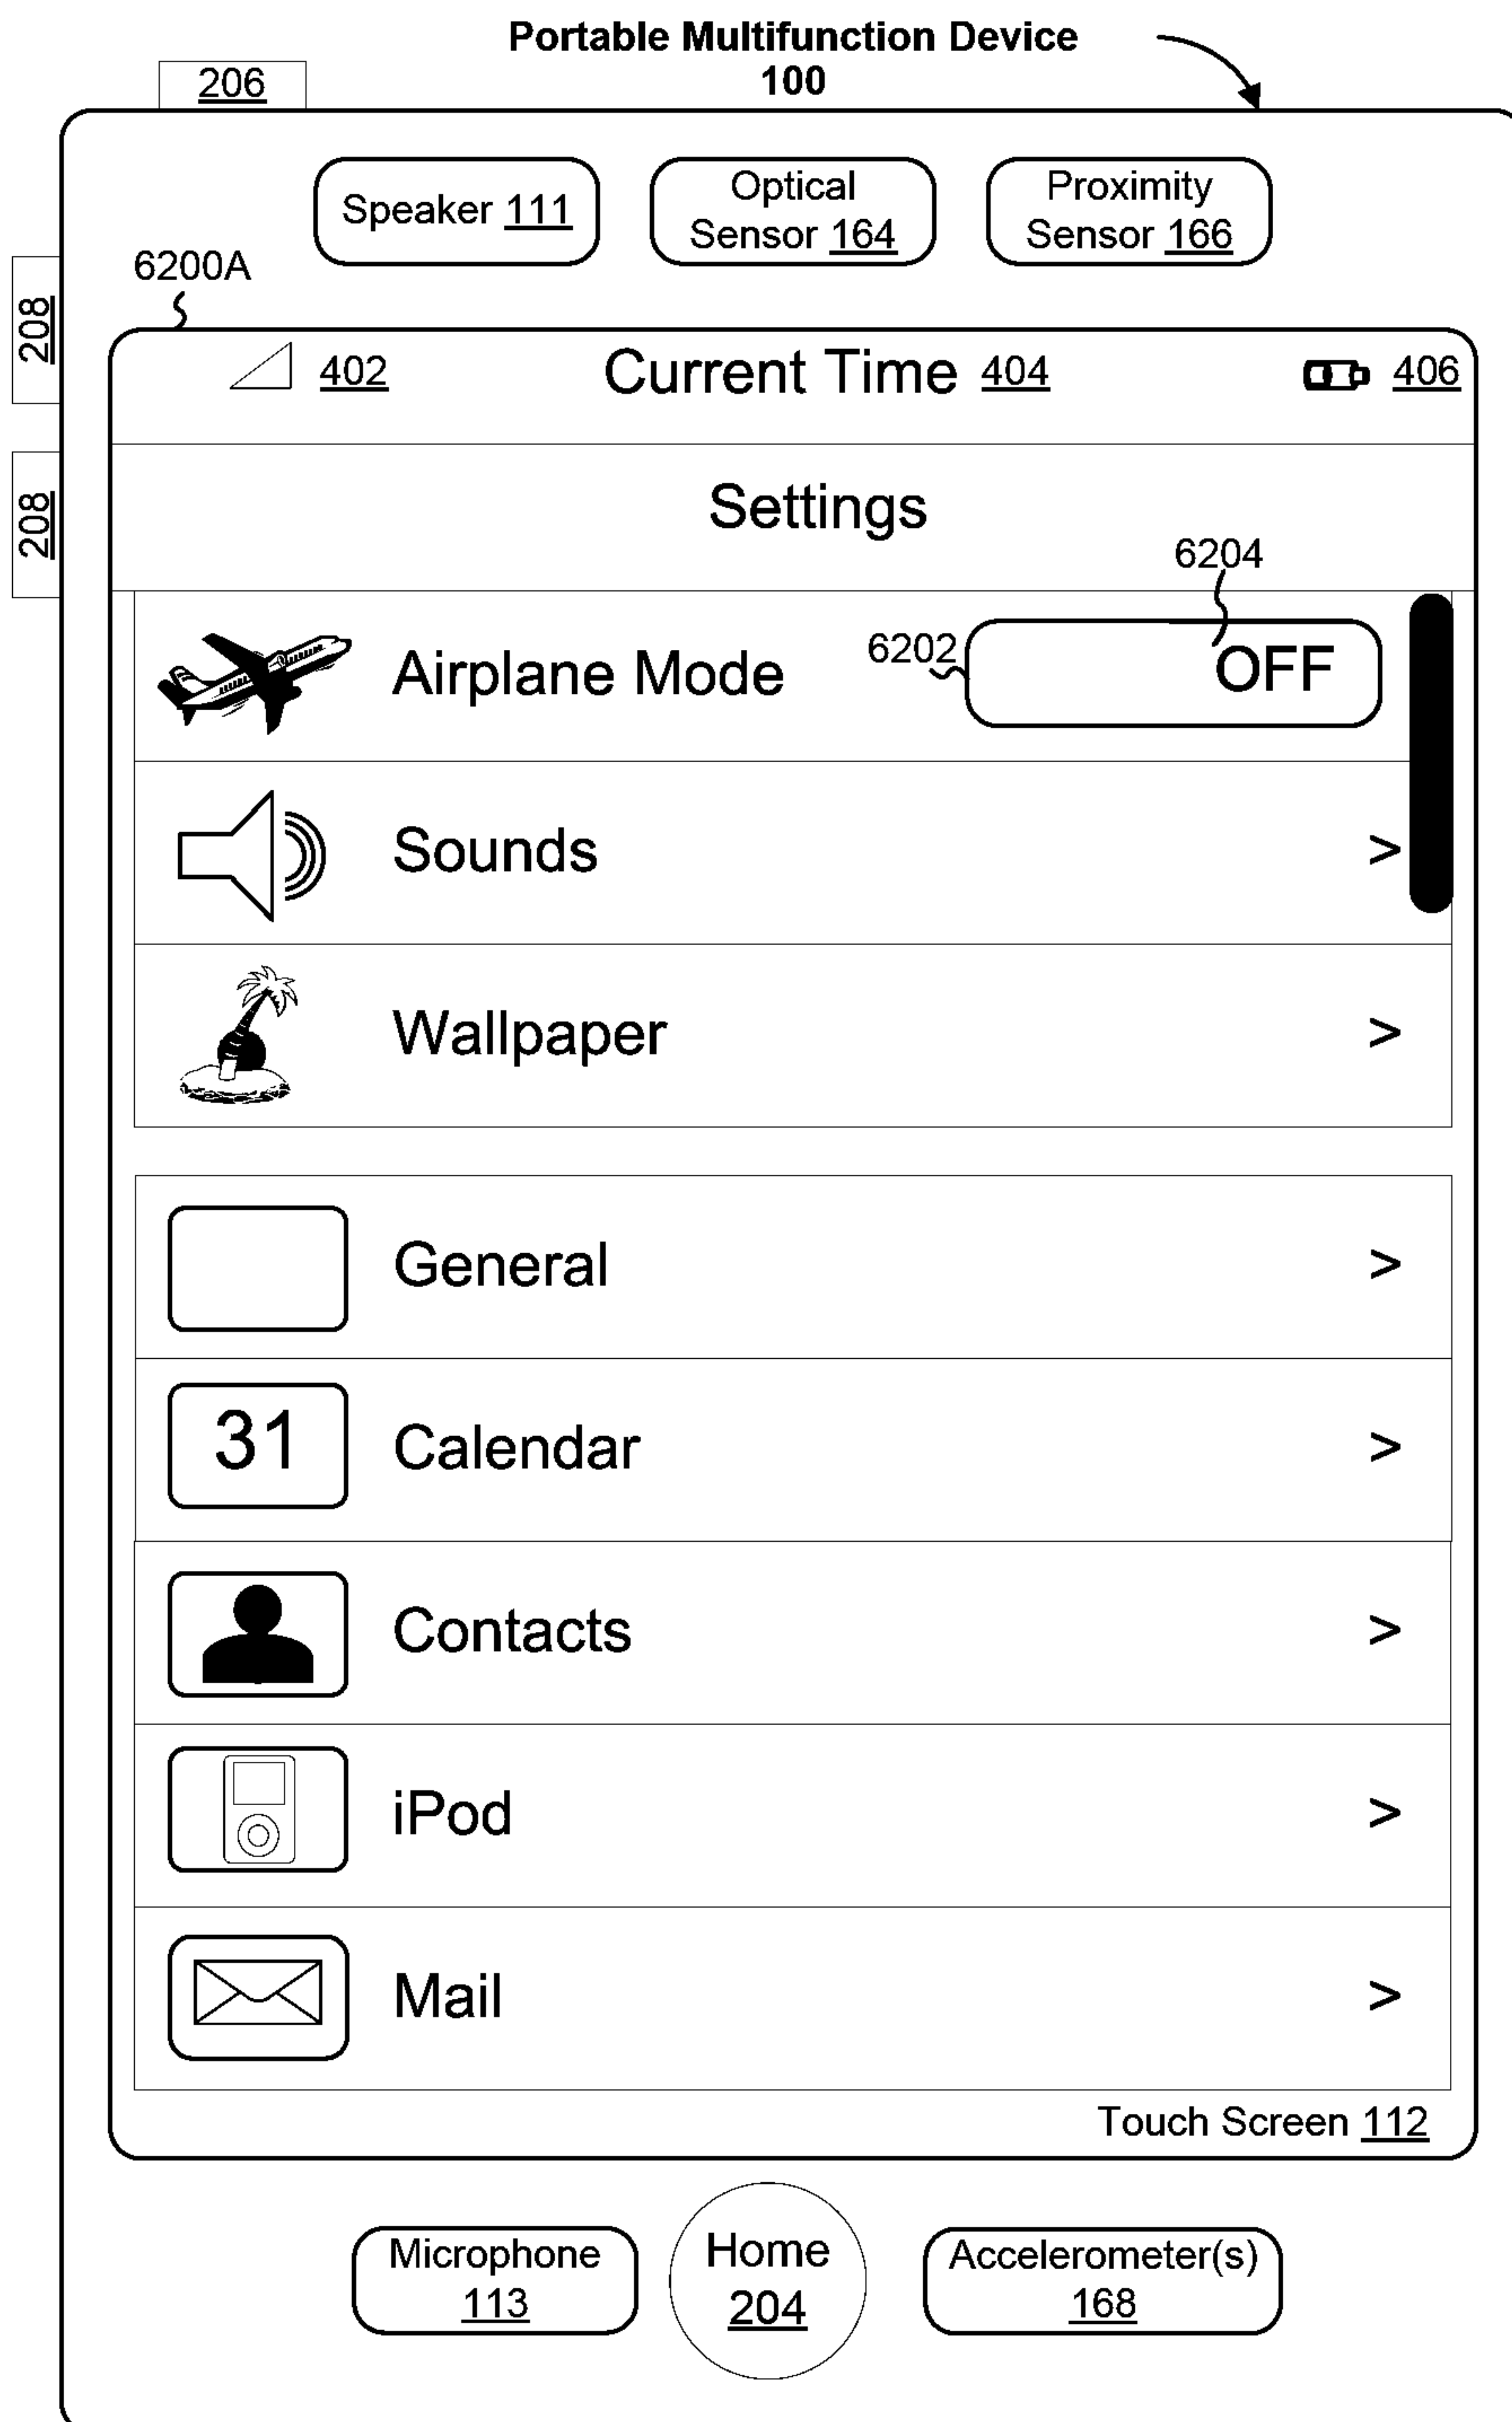 Portable Multifunction Device
100
206
Speaker 111
Optical
Sensor 164
Proximity
Sensor 166
6200A
208
402
Current Time 404
406
208
Settings
6204
Airplane Mode
6202
OFF
Sounds >
Wallpaper >
General >
31
Calendar >
Contacts >
iPod >
Mail >
Touch Screen 112
Microphone
113
Home
204
Accelerometer(s)
168